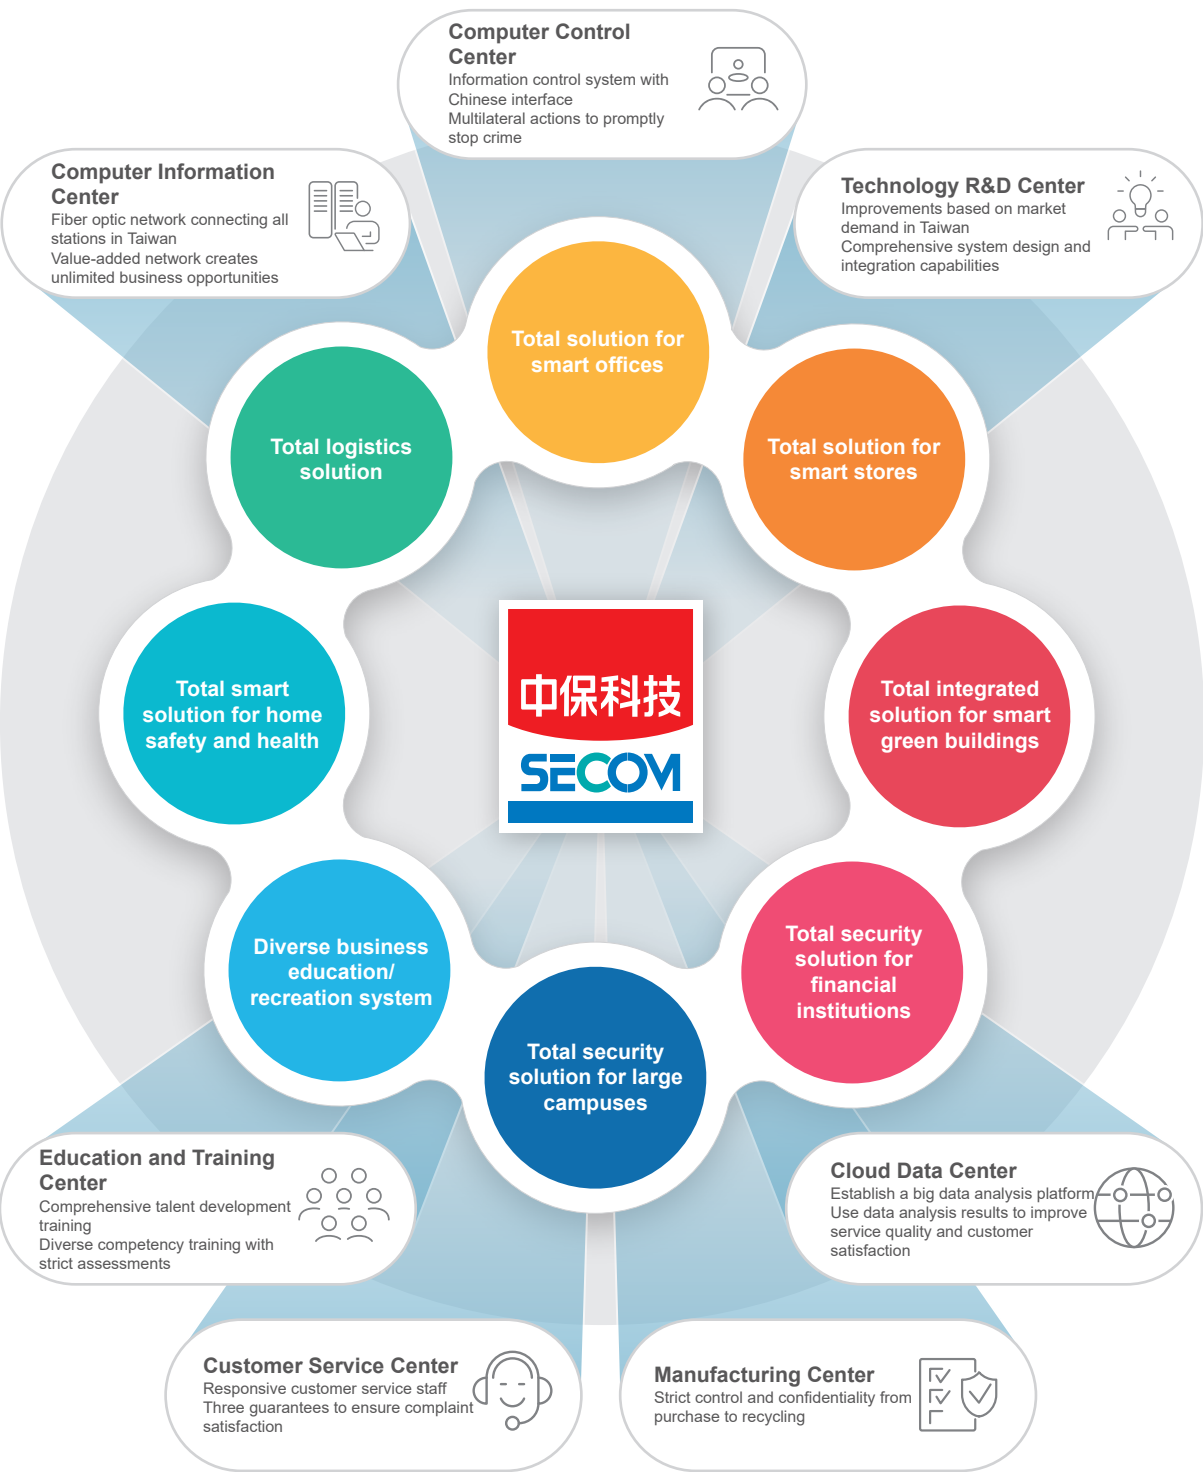 Computer Control
Center
Information control system with
Chinese interface
Multilateral actions to promptly
stop crime
Computer Information
Center
Fiber optic network connecting all
stations in Taiwan
Value-added network creates
unlimited business opportunities
Technology R&D Center
Improvements based on market
demand in Taiwan
Comprehensive system design and
integration capabilities
Total solution for
smart offices
Total logistics
solution
Total solution for
smart stores
Total smart
solution for home
safety and health
中保科技
SECOM
Total integrated
solution for smart
green buildings
Diverse business
education/
recreation system
Total security
solution for
financial
institutions
Total security
solution for large
campuses
Education and Training
Center
Comprehensive talent development
training
Diverse competency training with
strict assessments
Cloud Data Center
Establish a big data analysis platform
Use data analysis results to improve
service quality and customer
satisfaction
Customer Service Center
Responsive customer service staff
Three guarantees to ensure complaint
satisfaction
Manufacturing Center
Strict control and confidentiality from
purchase to recycling